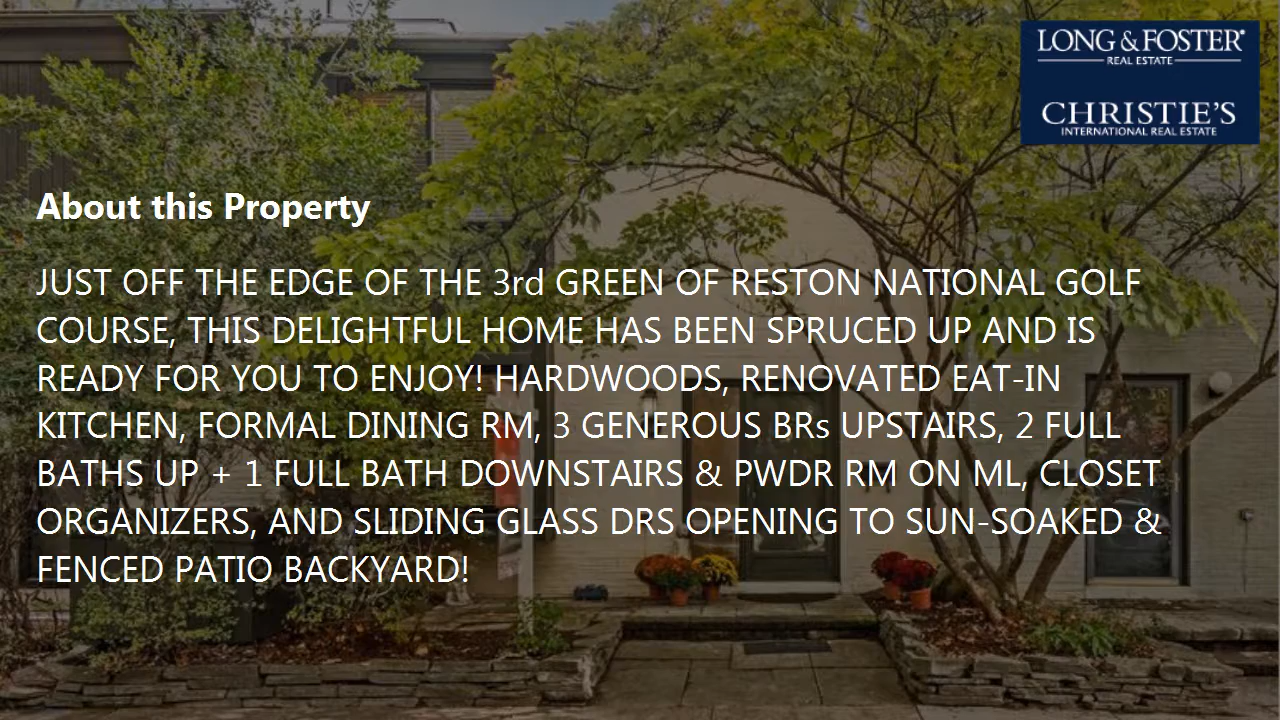 LONG & FOSTER®
REAL ESTATE
CHRISTIE'S
INTERNATIONAL REAL ESTATE
About this Property
JUST OFF THE EDGE OF THE 3rd GREEN OF RESTON NATIONAL GOLF
COURSE, THIS DELIGHTFUL HOME HAS BEEN SPRUCED UP AND IS
READY FOR YOU TO ENJOY! HARDWOODS, RENOVATED EAT-IN
KITCHEN, FORMAL DINING RM, 3 GENEROUS BRs UPSTAIRS, 2 FULL
BATHS UP + 1 FULL BATH DOWNSTAIRS & PWDR RM ON ML, CLOSET
ORGANIZERS, AND SLIDING GLASS DRS OPENING TO SUN-SOAKED &
FENCED PATIO BACKYARD!